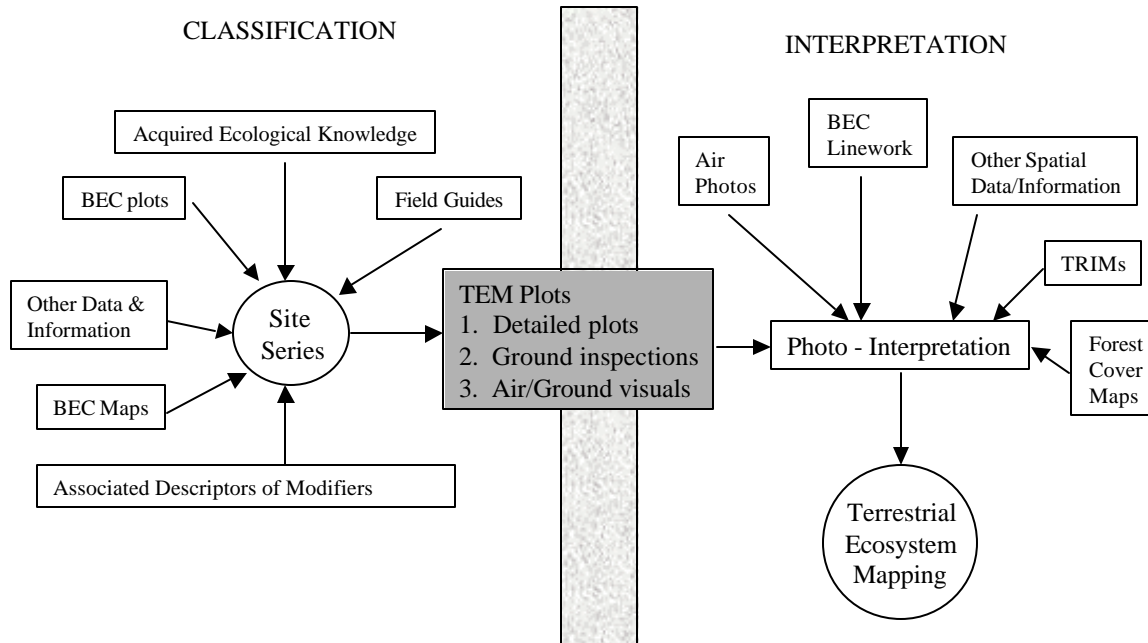 CLASSIFICATION
INTERPRETATION
Acquired Ecological Knowledge
BEC plots
Field Guides
Other Data &
Information
Site
Series
BEC Maps
Associated Descriptors of Modifiers
TEM Plots
1. Detailed plots
2. Ground inspections
3. Air/Ground visuals
Air
Photos
BEC
Linework
Other Spatial
Data/Information
TRIMs
Photo - Interpretation
Forest
Cover
Maps
Terrestrial
Ecosystem
Mapping